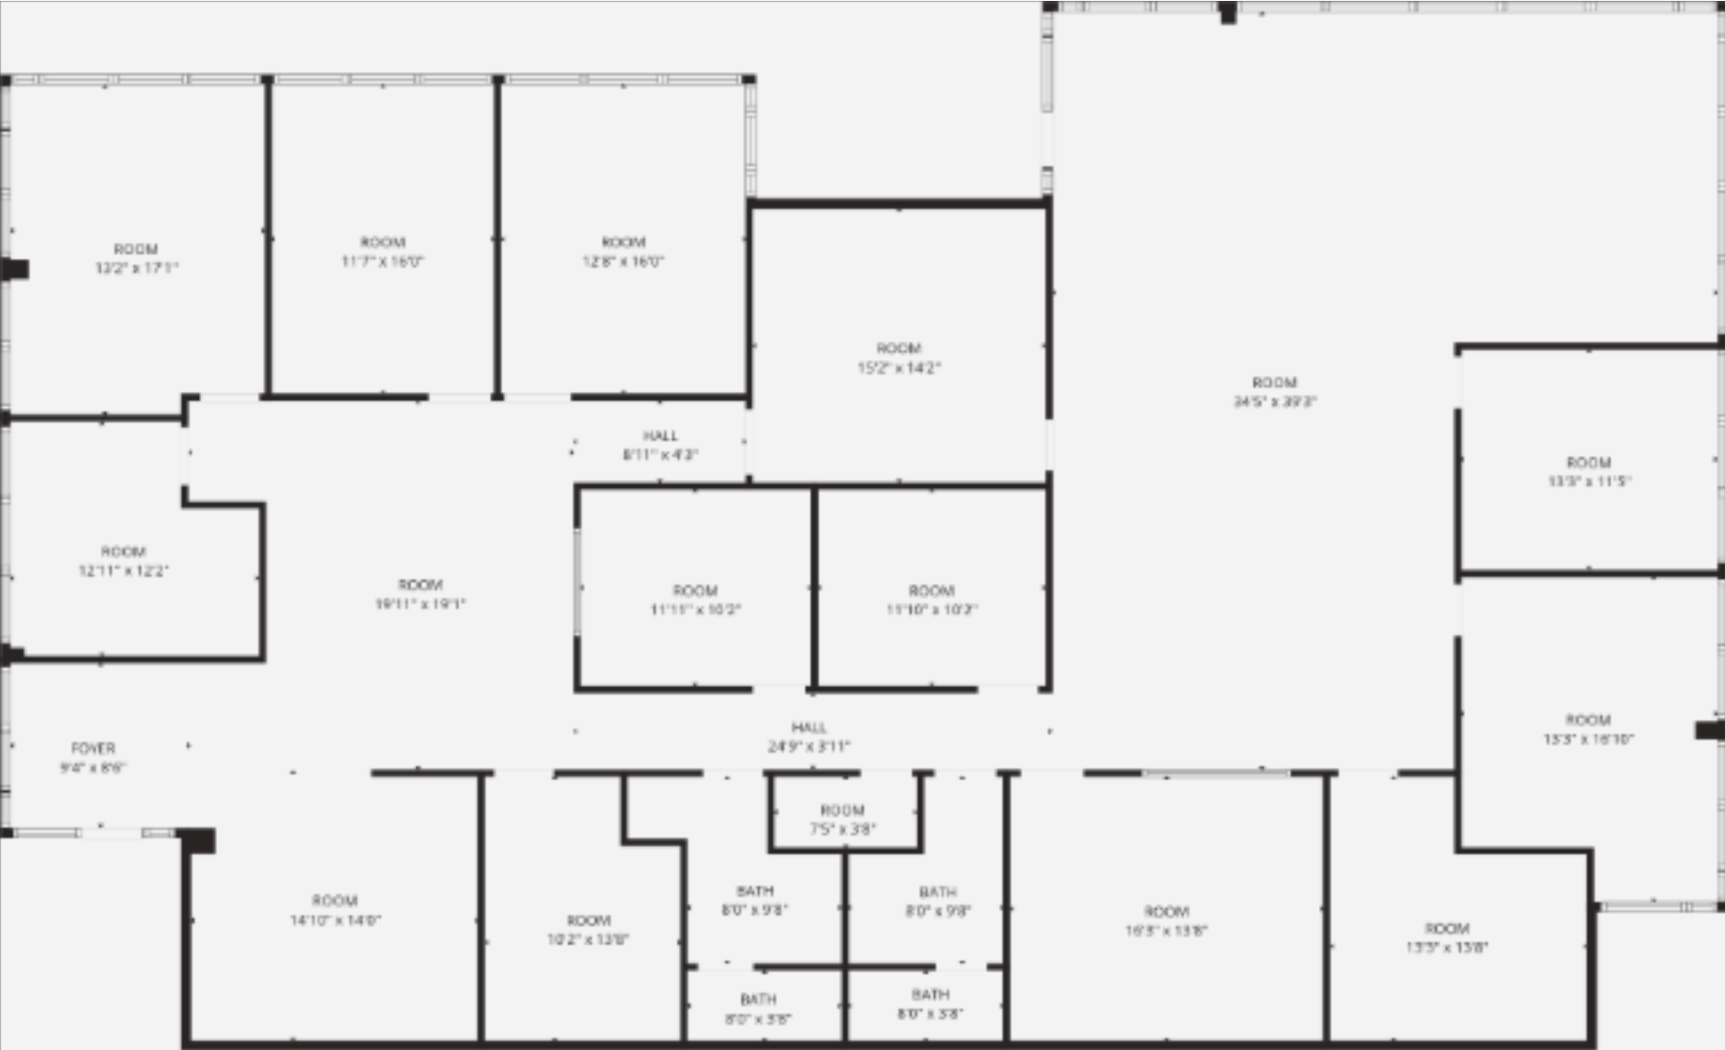 ROOM
13'2" x 17'1"
ROOM
11'7" x 16'0"
ROOM
12'8" x 16'0"
ROOM
15'2" x 14'2"
ROOM
34'5" x 39'3"
HALL
8'11" x 4'3"
ROOM
13'3" x 11'5"
ROOM
12'11" x 12'2"
ROOM
19'11" x 19'1"
ROOM
11'11" x 10'2"
ROOM
11'10" x 10'2"
ROOM
13'3" x 16'10"
HALL
24'9" x 3'11"
FOYER
9'4" x 8'6"
ROOM
7'5" x 3'8"
ROOM
14'10" x 14'0"
ROOM
10'2" x 13'8"
BATH
8'0" x 9'8"
BATH
8'0" x 9'8"
ROOM
16'3" x 13'8"
ROOM
13'3" x 13'8"
BATH
8'0" x 3'8"
BATH
8'0" x 3'8"